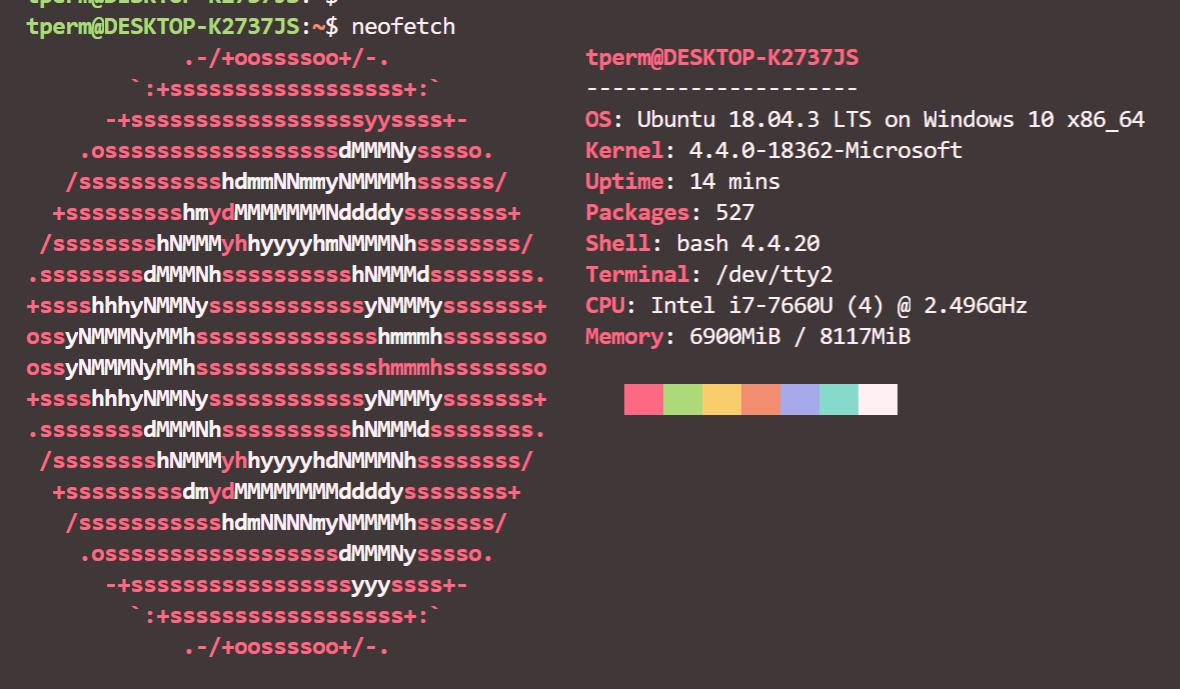 tperm@DESKTOP-K2737JS:~$
tperm@DESKTOP-K2737JS:~$ neofetch
.-/+oossssoo+/-.
`:+ssssssssssssssssss+:`
-+ssssssssssssssssssyyssss+-
.ossssssssssssssssssdMMMNysssso.
/ssssssssssshdmmNNmmyNMMMMhssssss/
+ssssssssshmydMMMMMMMNddddyssssssss+
/sssssssshNMMMyhhyyyyhmNMMMNhssssssss/
.ssssssssdMMMNhsssssssssshNMMMdssssssss.
+sssshhhyNMMNyssssssssssssyNMMMysssssss+
ossyNMMMNyMMhsssssssssssssshmmmhssssssso
ossyNMMMNyMMhsssssssssssssshmmmhssssssso
+sssshhhyNMMNyssssssssssssyNMMMysssssss+
.ssssssssdMMMNhsssssssssshNMMMdssssssss.
/sssssssshNMMMyhhyyyyhdNMMMNhssssssss/
+sssssssssdmydMMMMMMMMddddyssssssss+
/ssssssssssshdmNNNNmyNMMMMhssssss/
.ossssssssssssssssssdMMMNysssso.
-+sssssssssssssssssyyyssss+-
`:+ssssssssssssssssss+:`
.-/+oossssoo+/-.
tperm@DESKTOP-K2737JS
---------------------
OS: Ubuntu 18.04.3 LTS on Windows 10 x86_64
Kernel: 4.4.0-18362-Microsoft
Uptime: 14 mins
Packages: 527
Shell: bash 4.4.20
Terminal: /dev/tty2
CPU: Intel i7-7660U (4) @ 2.496GHz
Memory: 6900MiB / 8117MiB